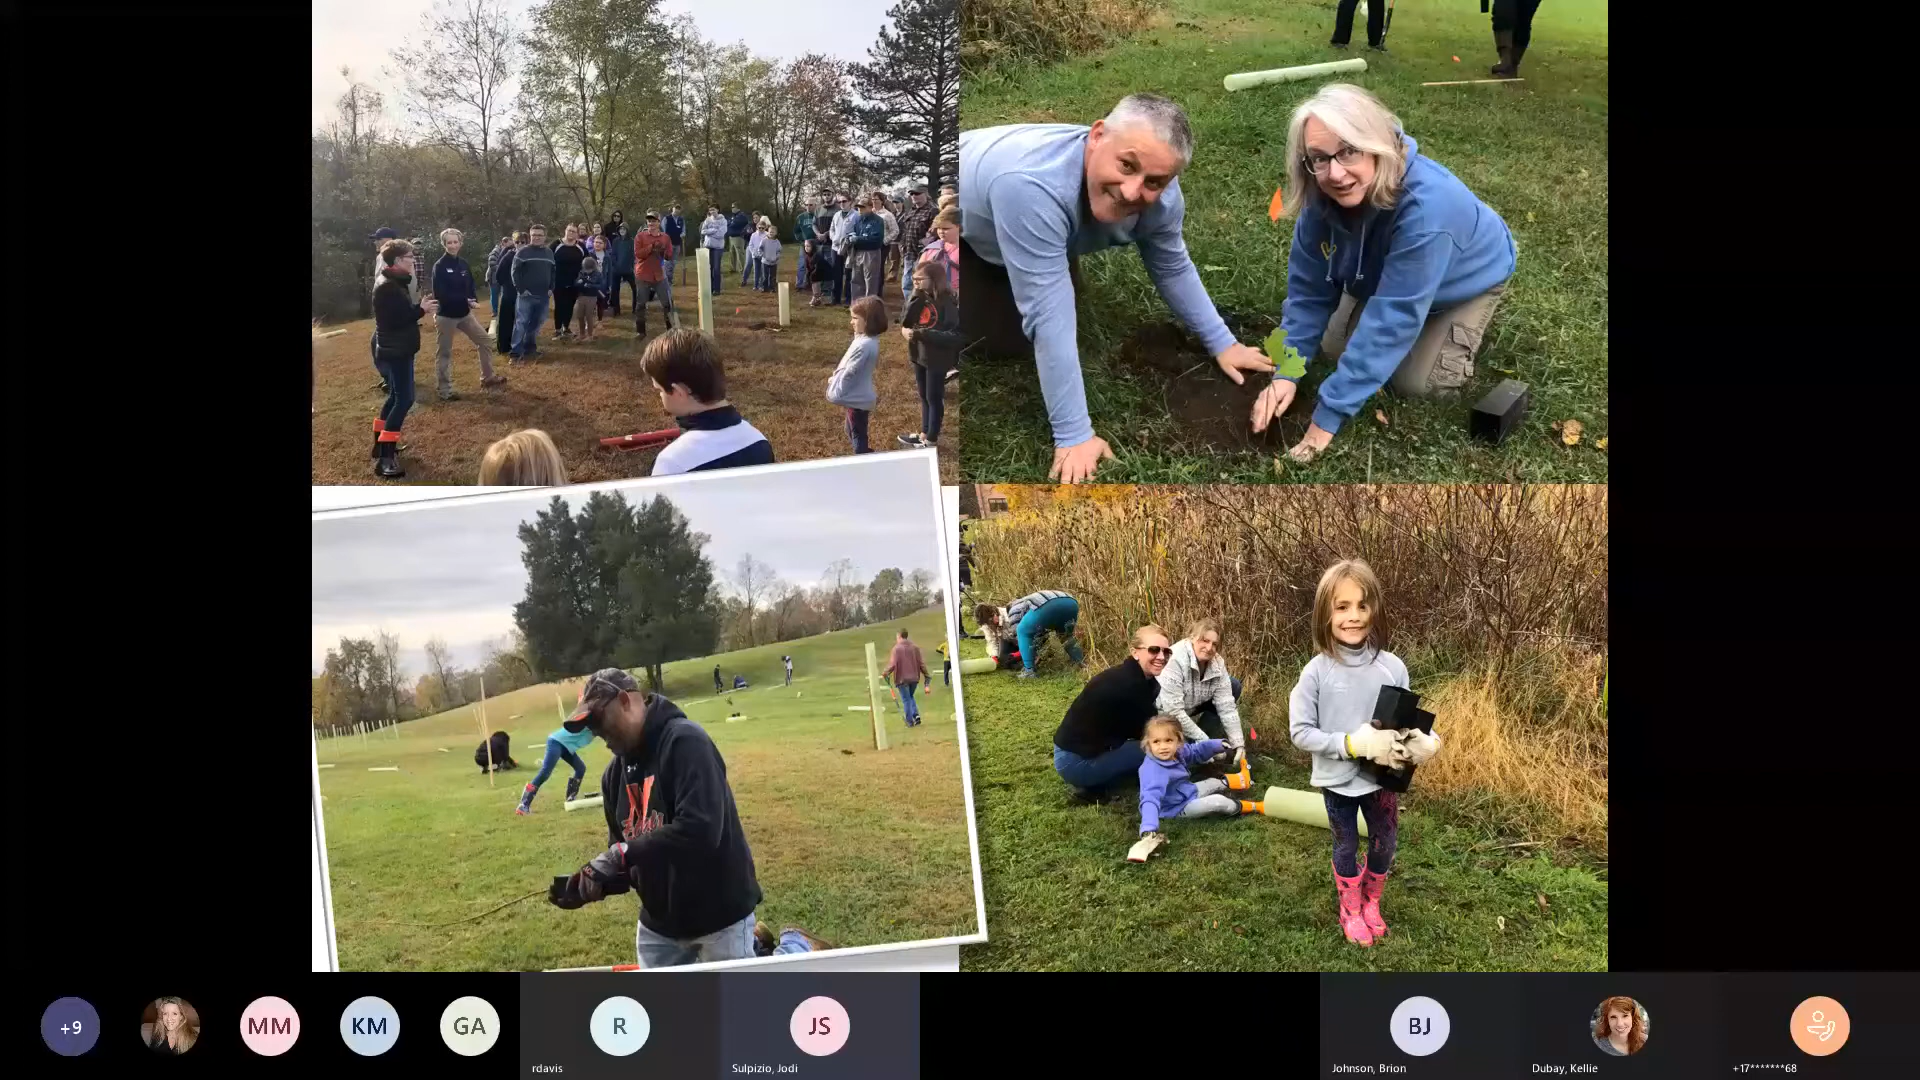 +9
MM
KM
GA
R
rdavis
JS
Sulpizio, Jodi
BJ
Johnson, Brion
Dubay, Kellie
+17*******68